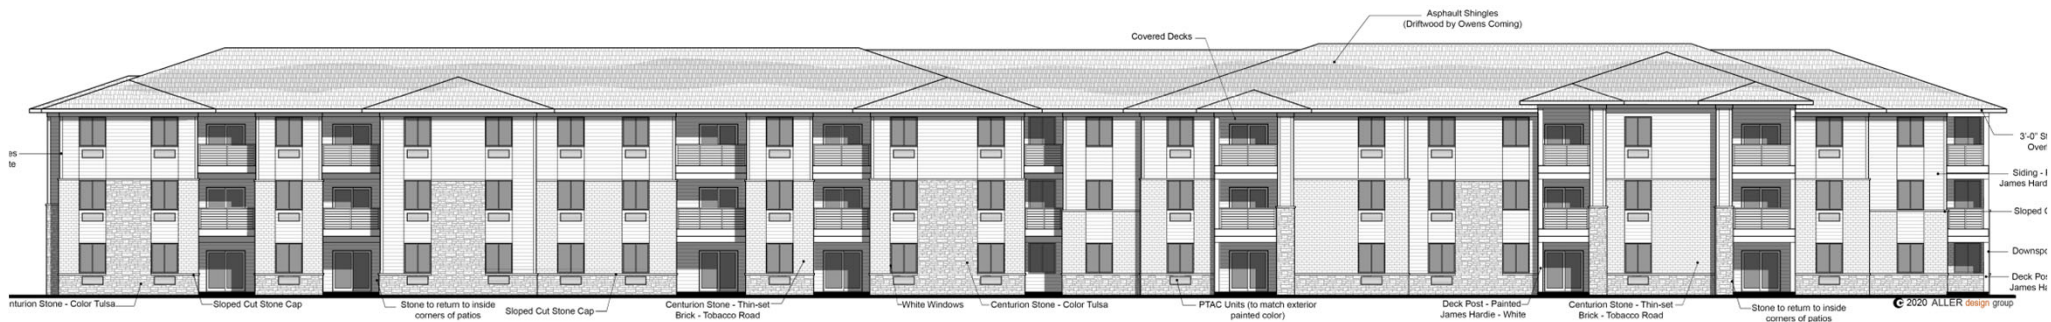 Asphault Shingles
(Driftwood by Owens Corning)
Covered Decks
3'-0" St
Over
es
te
Siding - 
James Hard
Sloped C
Downspo
Deck Pos
James Ha
nturion Stone - Color Tulsa
Sloped Cut Stone Cap
Stone to return to inside
corners of patios
Sloped Cut Stone Cap
Centurion Stone - Thin-set
Brick - Tobacco Road
White Windows
Centurion Stone - Color Tulsa
PTAC Units (to match exterior
painted color)
Deck Post - Painted
James Hardie - White
Centurion Stone - Thin-set
Brick - Tobacco Road
Stone to return to inside
corners of patios
© 2020 ALLER design group